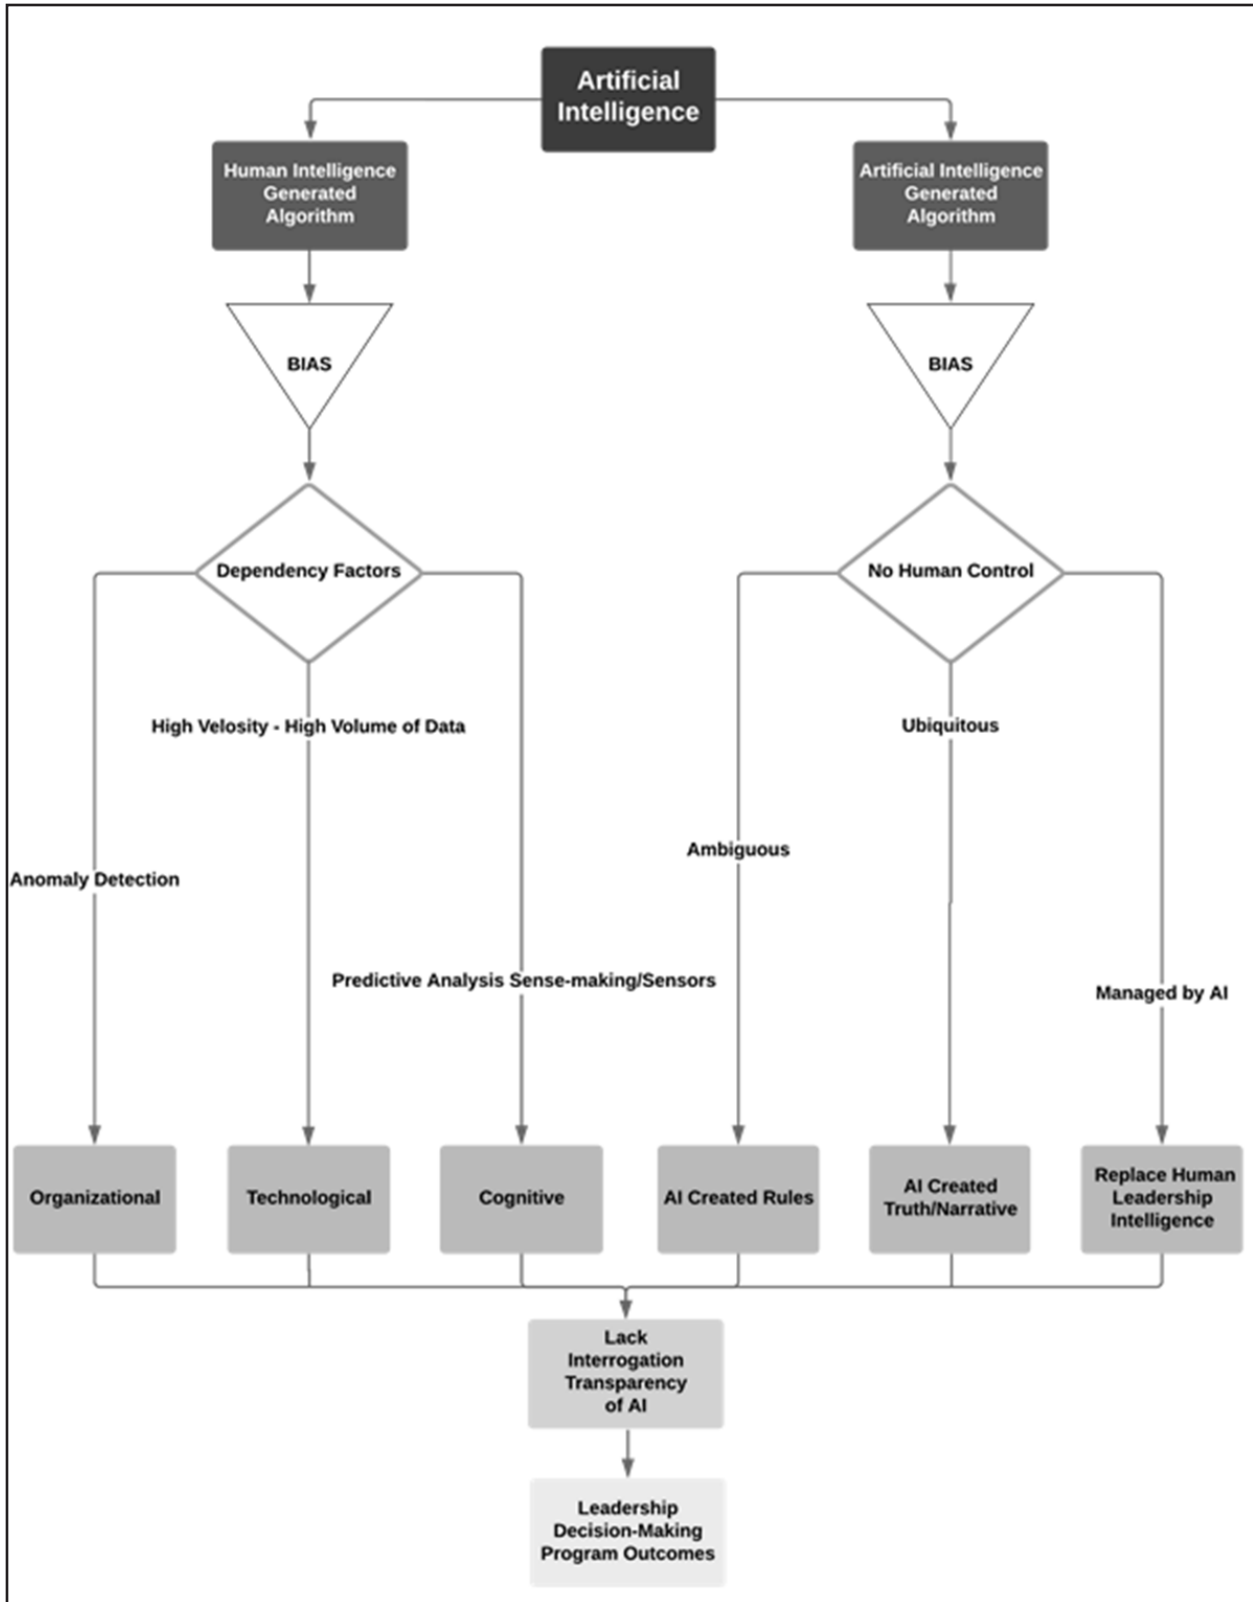 Artificial
Intelligence
Human Intelligence
Generated
Algorithm
Artificial Intelligence
Generated
Algorithm
BIAS
BIAS
Dependency Factors
No Human Control
High Velosity - High Volume of Data
Ubiquitous
Ambiguous
Anomaly Detection
Predictive Analysis Sense-making/Sensors
Managed by AI
Organizational
Technological
Cognitive
AI Created Rules
AI Created
Truth/Narrative
Replace Human
Leadership
Intelligence
Lack
Interrogation
Transparency
of AI
Leadership
Decision-Making
Program Outcomes